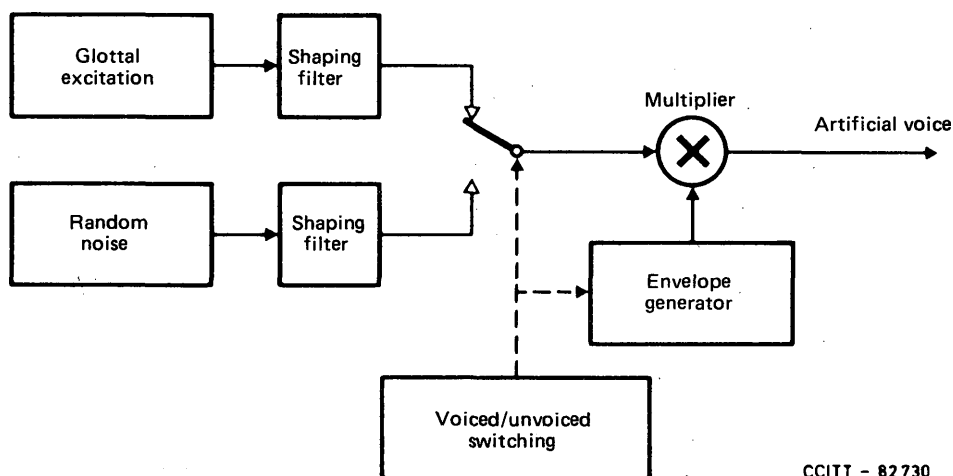 Glottal
excitation
Shaping
filter
Multiplier
Artificial voice
Random
noise
Shaping
filter
Envelope
generator
Voiced/unvoiced
switching
CCITT - 82730